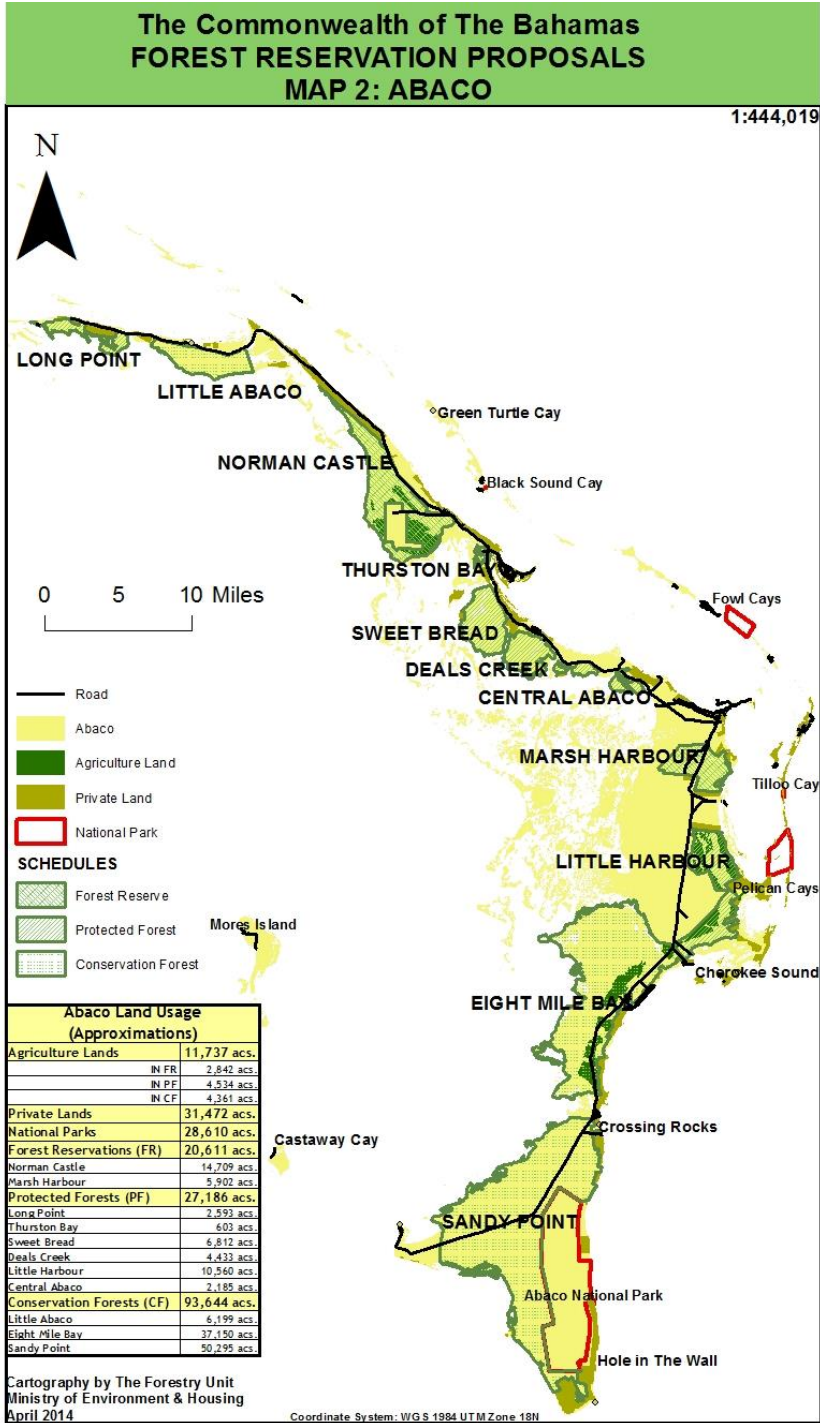 The Commonwealth of The Bahamas
FOREST RESERVATION PROPOSALS
MAP 2: ABACO
1:444,019
N
LONG POINT
LITTLE ABACO
Green Turtle Cay
NORMAN CASTLE
Black Sound Cay
THURSTON BAY
0 5 10 Miles
Fowl Cays
SWEET BREAD
DEALS CREEK
CENTRAL ABACO
Road
Abaco
Agriculture Land
Private Land
National Park
SCHEDULES
Forest Reserve
Protected Forest
Conservation Forest
MARSH HARBOUR
Tilloo Cay
LITTLE HARBOUR
Pelican Cays
Mores Island
Cherokee Sound
EIGHT MILE BAY
Crossing Rocks
Castaway Cay
SANDY POINT
Abaco National Park
Hole in The Wall
Abaco Land Usage
(Approximations)
Agriculture Lands 11,737 acs.
IN FR 2,842 acs.
IN PF 4,534 acs.
IN CF 4,361 acs.
Private Lands 31,472 acs.
National Parks 28,610 acs.
Forest Reservations (FR) 20,611 acs.
Norman Castle 14,709 acs.
Marsh Harbour 5,902 acs.
Protected Forests (PF) 27,186 acs.
Long Point 2,593 acs.
Thurston Bay 603 acs.
Sweet Bread 6,812 acs.
Deals Creek 4,433 acs.
Little Harbour 10,560 acs.
Central Abaco 2,185 acs.
Conservation Forests (CF) 93,644 acs.
Little Abaco 6,199 acs.
Eight Mile Bay 37,150 acs.
Sandy Point 50,295 acs.
Cartography by The Forestry Unit
Ministry of Environment & Housing
April 2014
Coordinate System: WGS 1984 UTM Zone 18N